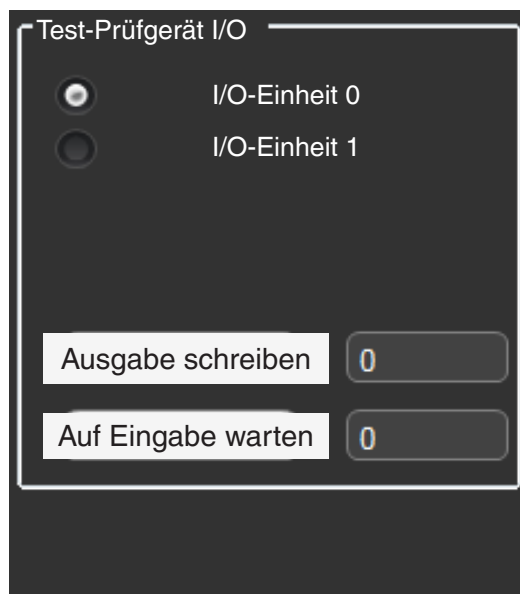 Test-Prüfgerät I/O
I/O-Einheit 0
I/O-Einheit 1
Ausgabe schreiben 0
Auf Eingabe warten 0